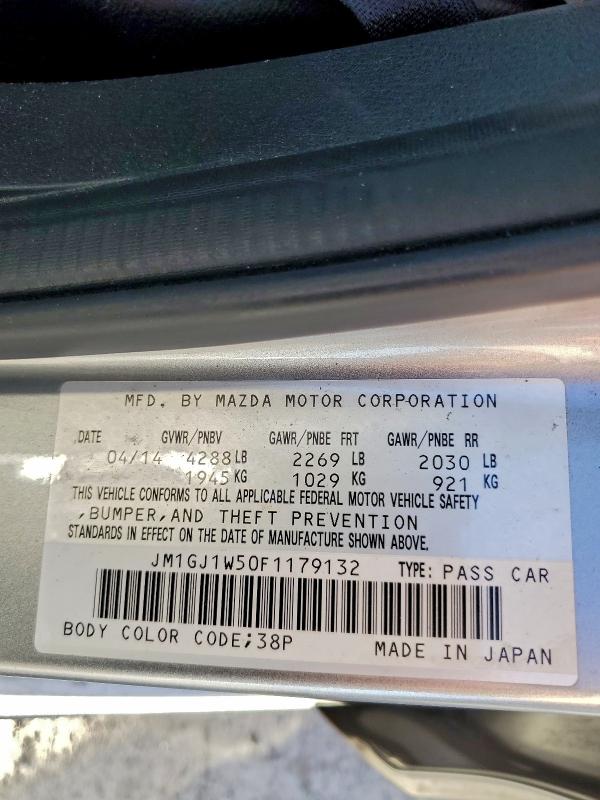 MFD. BY MAZDA MOTOR CORPORATION
DATE GVWR/PNBV GAWR/PNBE FRT GAWR/PNBE RR
04/14 4288 LB 2269 LB 2030 LB
1945 KG 1029 KG 921 KG
THIS VEHICLE CONFORMS TO ALL APPLICABLE FEDERAL MOTOR VEHICLE SAFETY
,BUMPER,AND THEFT PREVENTION
STANDARDS IN EFFECT ON THE DATE OF MANUFACTURE SHOWN ABOVE.
JM1GJ1W50F1179132 TYPE: PASS CAR
BODY COLOR CODE;38P MADE IN JAPAN